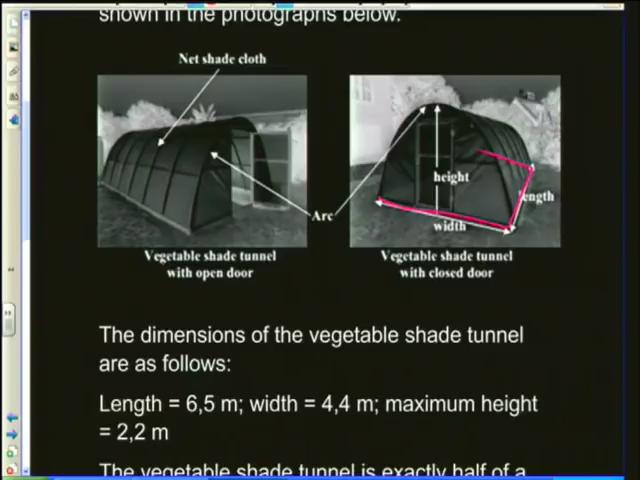 shown in the photographs below.
Net shade cloth
height
length
Arc
width
Vegetable shade tunnel
with open door
Vegetable shade tunnel
with closed door
The dimensions of the vegetable shade tunnel
are as follows:
Length = 6,5 m; width = 4,4 m; maximum height
= 2,2 m
The vegetable shade tunnel is exactly half of a